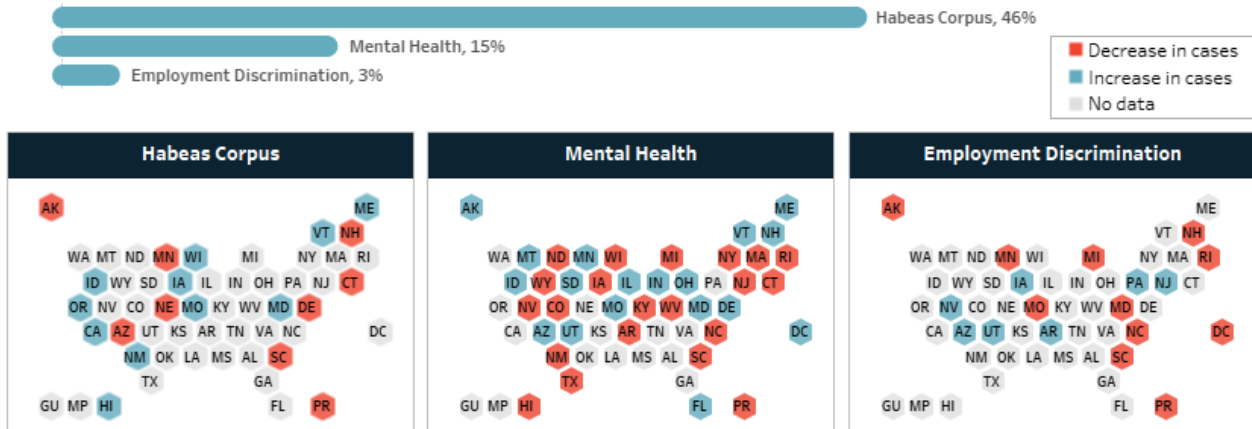 Habeas Corpus, 46%
Mental Health, 15%
Employment Discrimination, 3%
Decrease in cases
Increase in cases
No data
Habeas Corpus
AK ME
VT NH
WA MT ND MN WI MI NY MA RI
ID WY SD IA IL IN OH PA NJ CT
OR NV CO NE MO KY WV MD DE
CA AZ UT KS AR TN VA NC DC
NM OK LA MS AL SC
TX GA
GU MP HI FL PR
Mental Health
AK ME
VT NH
WA MT ND MN WI MI NY MA RI
ID WY SD IA IL IN OH PA NJ CT
OR NV CO NE MO KY WV MD DE
CA AZ UT KS AR TN VA NC DC
NM OK LA MS AL SC
TX GA
GU MP HI FL PR
Employment Discrimination
AK ME
VT NH
WA MT ND MN WI MI NY MA RI
ID WY SD IA IL IN OH PA NJ CT
OR NV CO NE MO KY WV MD DE
CA AZ UT KS AR TN VA NC DC
NM OK LA MS AL SC
TX GA
GU MP HI FL PR